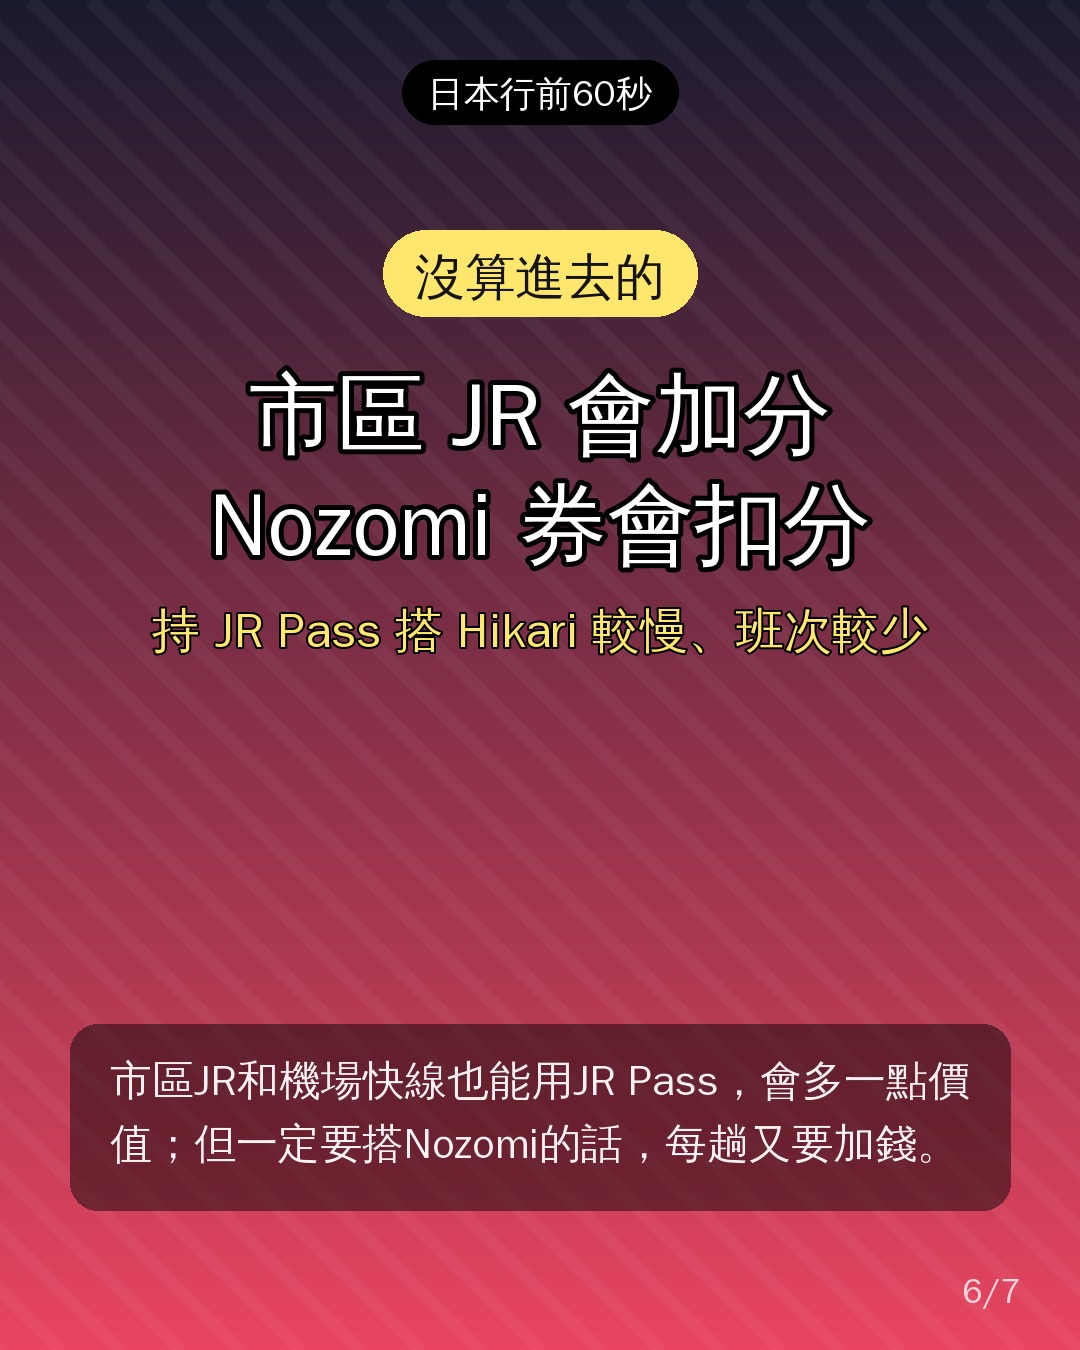 日本行前60秒
沒算進去的
市區 JR 會加分
Nozomi 券會扣分
持 JR Pass 搭 Hikari 較慢、班次較少
市區JR和機場快線也能用JR Pass，會多一點價
值；但一定要搭Nozomi的話，每趟又要加錢。
6/7